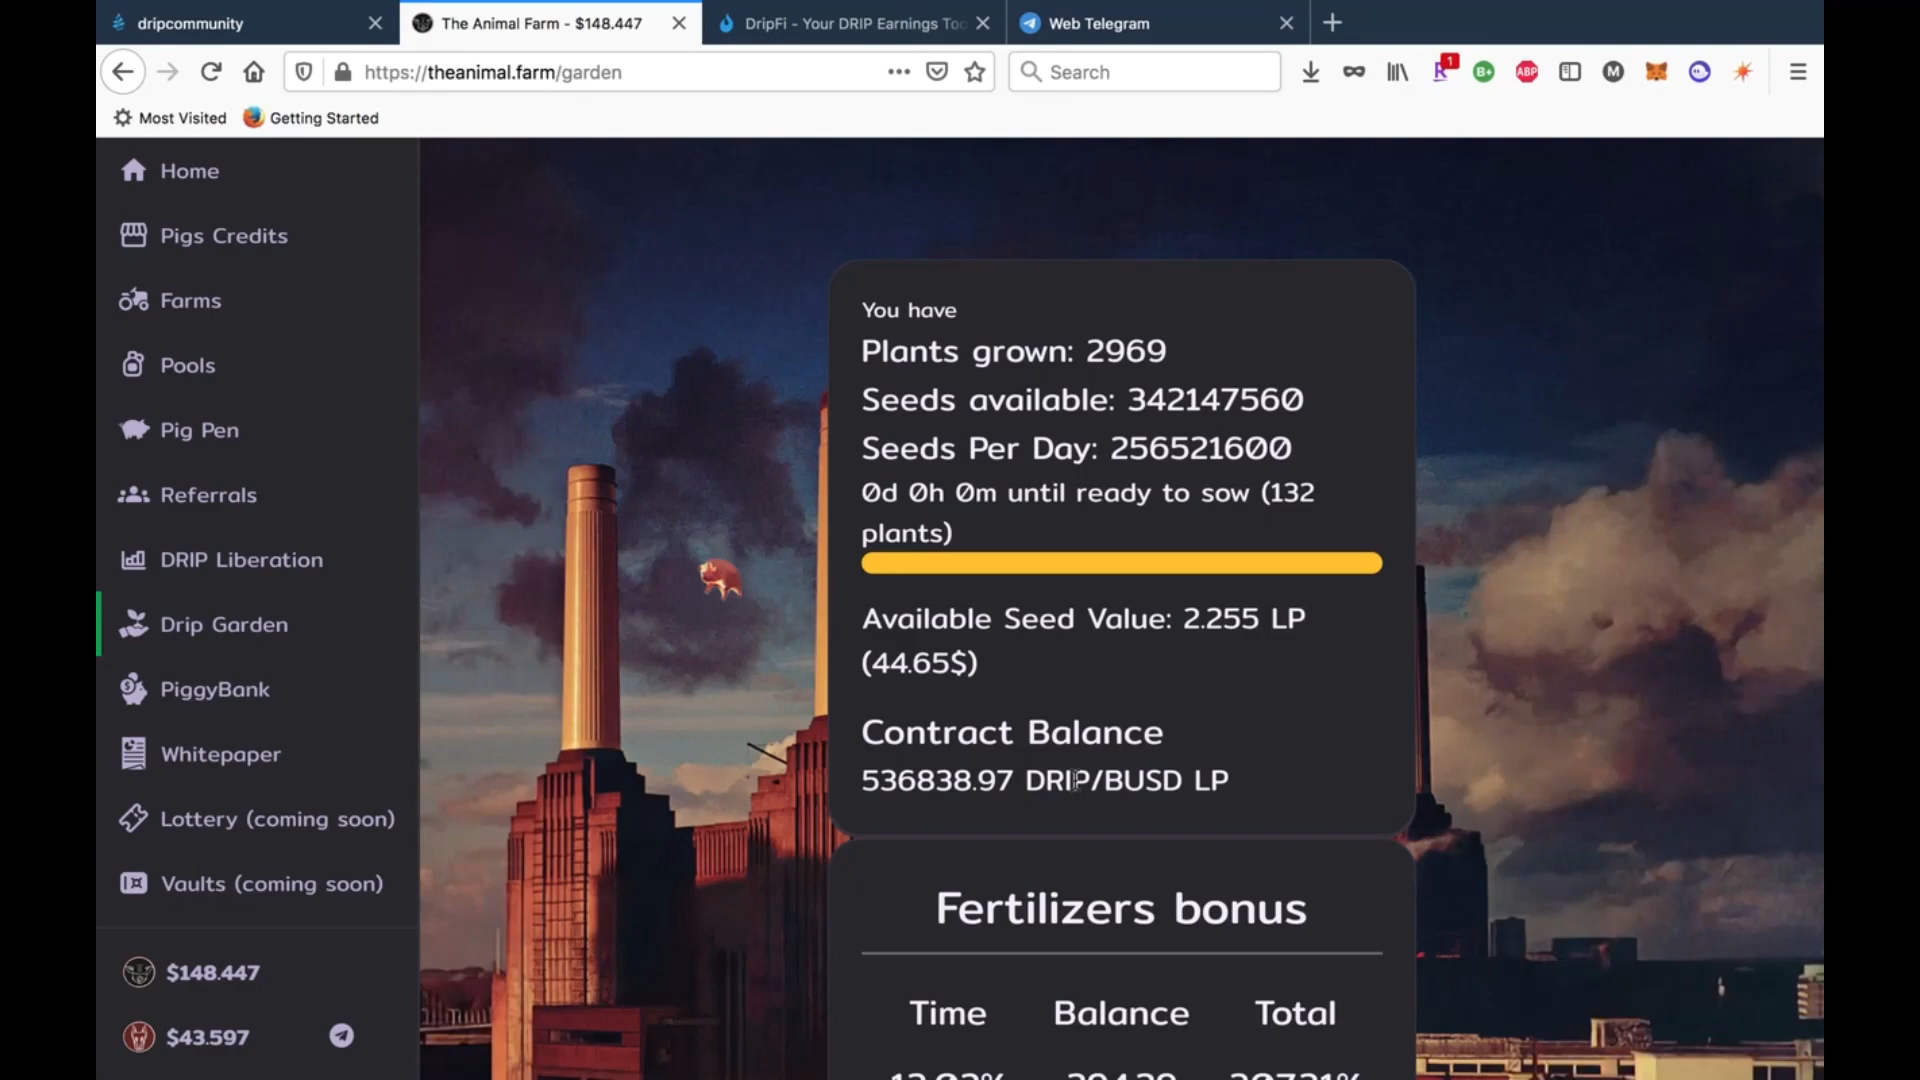 dripcommunity
The Animal Farm - $148.447
DripFi - Your DRIP Earnings Too
Web Telegram
https://theanimal.farm/garden
Search
1
B+
ABP
M
Most Visited
Getting Started
Home
Pigs Credits
Farms
Pools
Pig Pen
Referrals
DRIP Liberation
Drip Garden
PiggyBank
Whitepaper
Lottery (coming soon)
Vaults (coming soon)
$148.447
$43.597
You have
Plants grown: 2969
Seeds available: 342147560
Seeds Per Day: 256521600
0d 0h 0m until ready to sow (132
plants)
Available Seed Value: 2.255 LP
(44.65$)
Contract Balance
536838.97 DRIP/BUSD LP
Fertilizers bonus
Time Balance Total